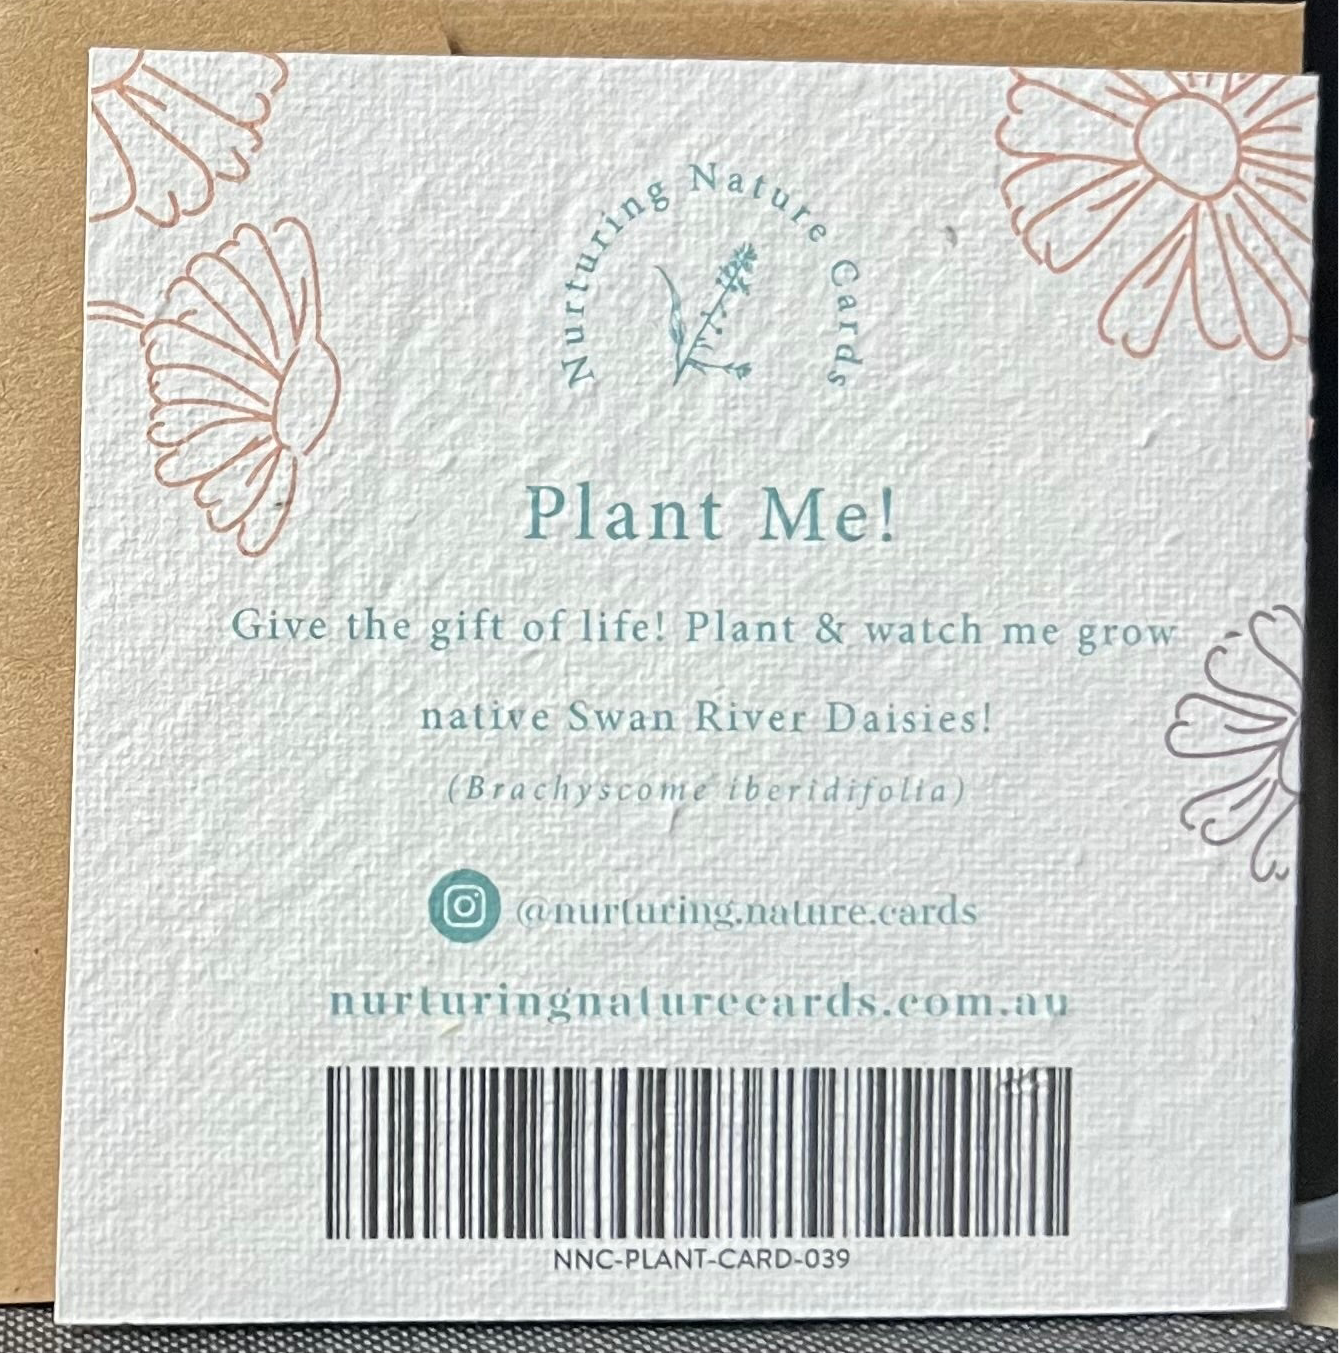 Nurturing Nature Cards
Plant Me!
Give the gift of life! Plant & watch me grow
native Swan River Daisies!
(Brachyscome iberidifolia)
@nurturing.nature.cards
nurturingnaturecards.com.au
NNC-PLANT-CARD-039